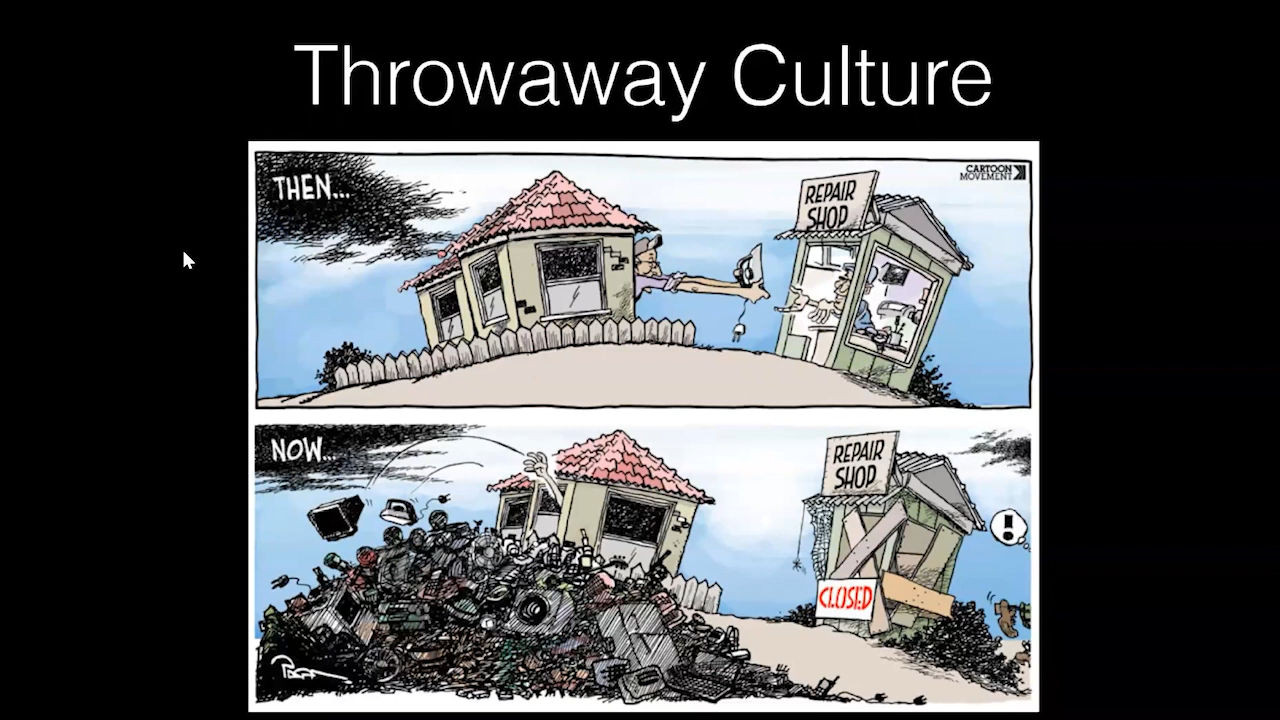 Throwaway Culture
THEN...
CARTOON
MOVEMENT
REPAIR
SHOP
NOW...
REPAIR
SHOP
!
CLOSED